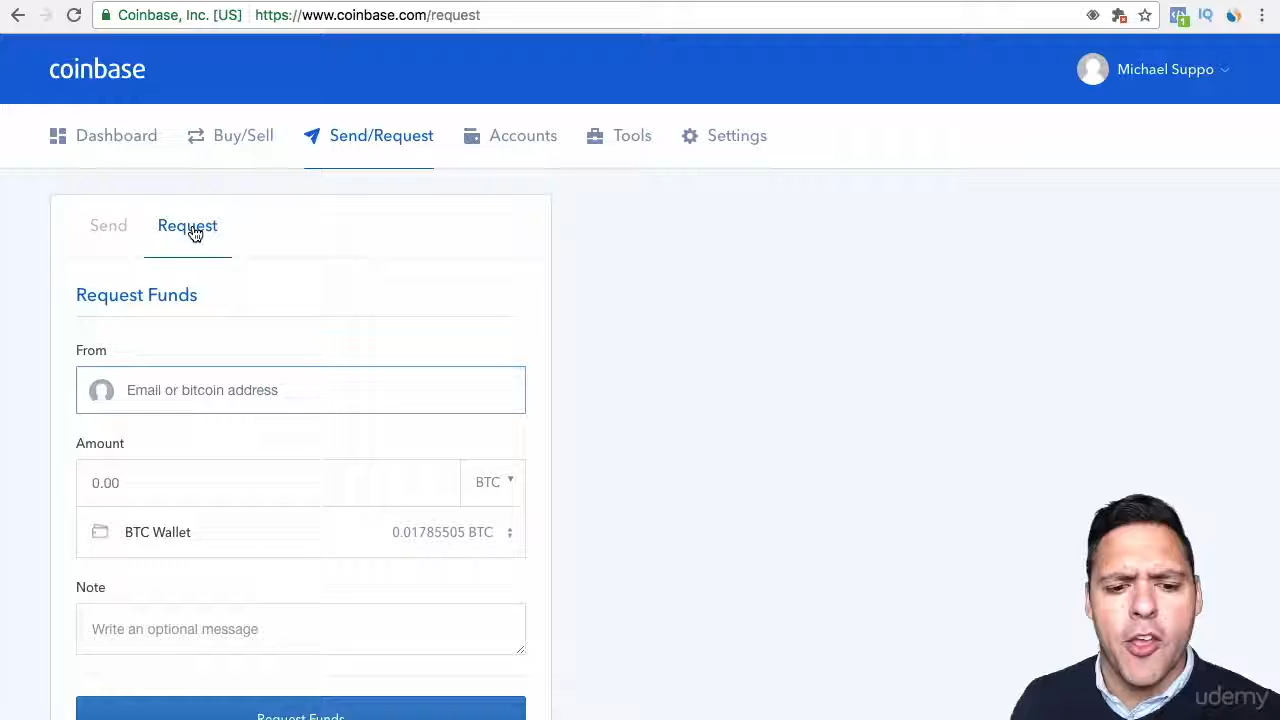 Coinbase, Inc. [US] https://www.coinbase.com/request
IQ
1
coinbase
Michael Suppo
Dashboard Buy/Sell Send/Request Accounts Tools Settings
Send Request
Request Funds
From
Email or bitcoin address
Amount
0.00 BTC
BTC Wallet 0.01785505 BTC
Note
Write an optional message
Request Funds
udemy